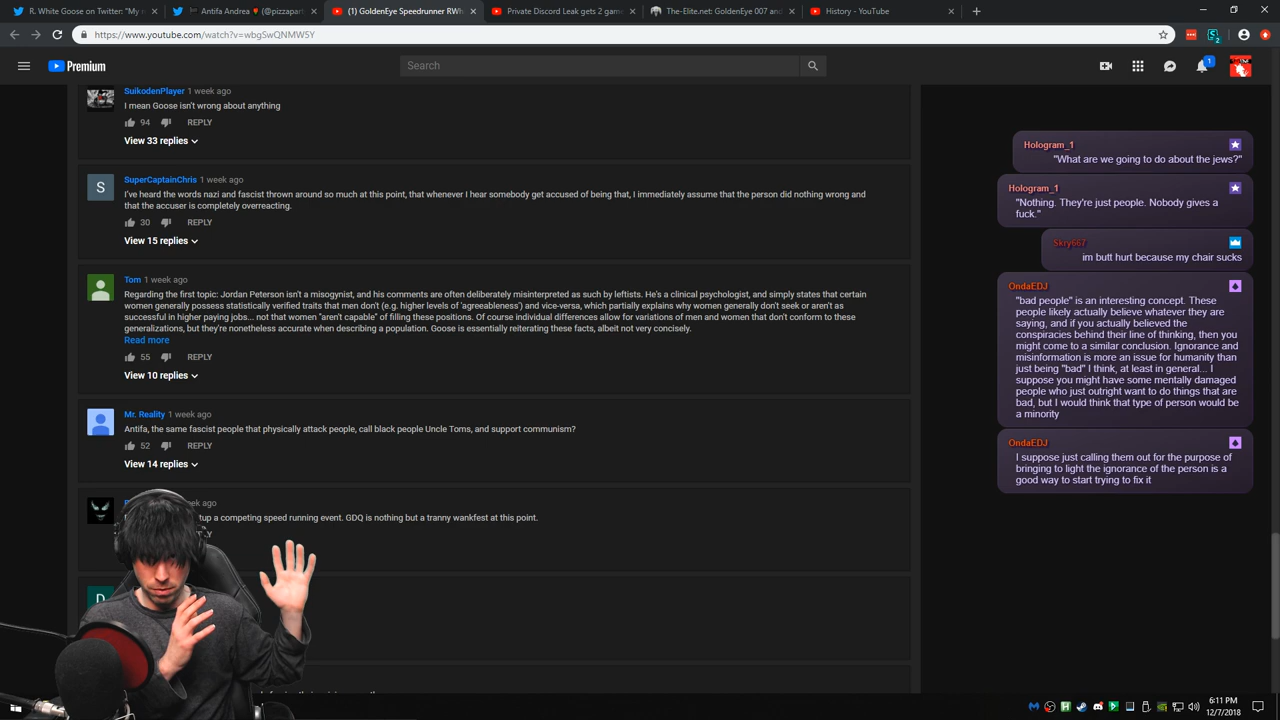 R. White Goose on Twitter: "My n
Antifa Andrea
(@pizzaparty
(1) GoldenEye Speedrunner RWh
Private Discord Leak gets 2 game
The-Elite.net: GoldenEye 007 and
History - YouTube
https://www.youtube.com/watch?v=wbgSwQNMW5Y
Premium
Search
1
2
SuikodenPlayer 1 week ago
I mean Goose isn't wrong about anything
94 REPLY
View 33 replies
S
SuperCaptainChris 1 week ago
I've heard the words nazi and fascist thrown around so much at this point, that whenever I hear somebody get accused of being that, I immediately assume that the person did nothing wrong and
that the accuser is completely overreacting.
30 REPLY
View 15 replies
Tom 1 week ago
Regarding the first topic: Jordan Peterson isn't a misogynist, and his comments are often deliberately misinterpreted as such by leftists. He's a clinical psychologist, and simply states that certain
women generally possess statistically verified traits that men don't (e.g. higher levels of 'agreeableness') and vice-versa, which partially explains why women generally don't seek or aren't as
successful in higher paying jobs... not that women "aren't capable" of filling these positions. Of course individual differences allow for variations of men and women that don't conform to these
generalizations, but they're nonetheless accurate when describing a population. Goose is essentially reiterating these facts, albeit not very concisely.
Read more
55 REPLY
View 10 replies
Mr. Reality 1 week ago
Antifa, the same fascist people that physically attack people, call black people Uncle Toms, and support communism?
52 REPLY
View 14 replies
week ago
tup a competing speed running event. GDQ is nothing but a tranny wankfest at this point.
D
Hologram_1
"What are we going to do about the jews?"
Hologram_1
"Nothing. They're just people. Nobody gives a
fuck."
Skry667
im butt hurt because my chair sucks
OndaEDJ
"bad people" is an interesting concept. These
people likely actually believe whatever they are
saying, and if you actually believed the
conspiracies behind their line of thinking, then you
might come to a similar conclusion. Ignorance and
misinformation is more an issue for humanity than
just being "bad" I think, at least in general... I
suppose you might have some mentally damaged
people who just outright want to do things that are
bad, but I would think that type of person would be
a minority
OndaEDJ
I suppose just calling them out for the purpose of
bringing to light the ignorance of the person is a
good way to start trying to fix it
6:11 PM
12/7/2018